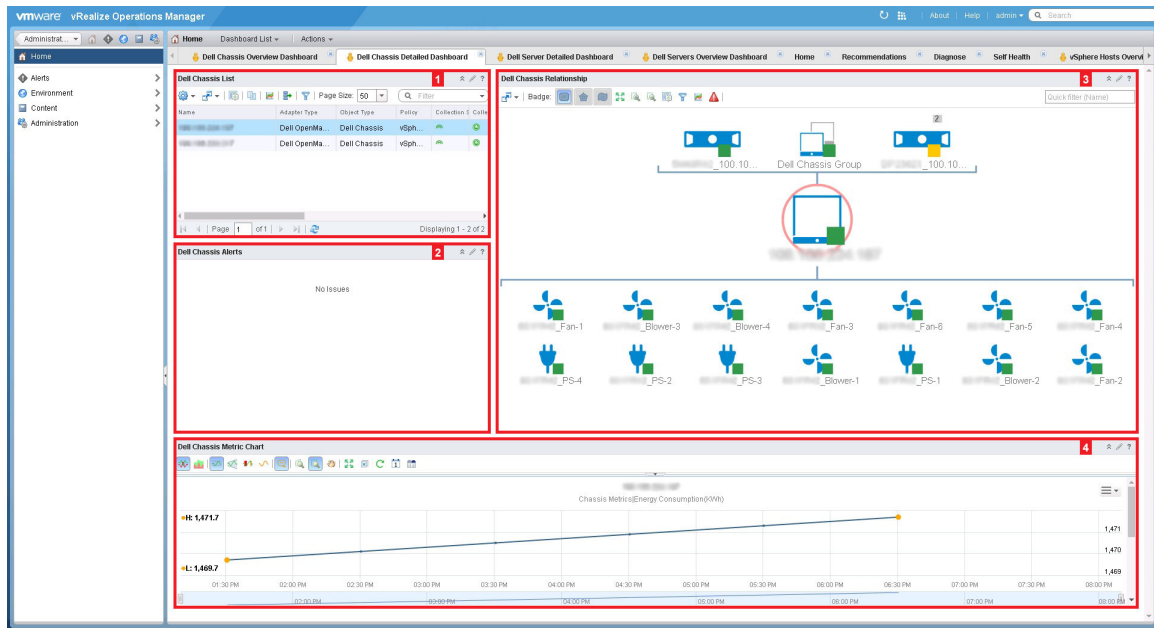 vmware vRealize Operations Manager
About Help admin Search
Administrat...
Home Dashboard List Actions
Home
Dell Chassis Overview Dashboard Dell Chassis Detailed Dashboard Dell Server Detailed Dashboard Dell Servers Overview Dashboard Home Recommendations Diagnose Self Health vSphere Hosts Overvi
Alerts
Environment
Content
Administration
Dell Chassis List 1
Page Size: 50 Filter
Name Adapter Type Object Type Policy Collection S Colle
Dell OpenMa... Dell Chassis vSph...
Dell OpenMa... Dell Chassis vSph...
Page 1 of 1 Displaying 1 - 2 of 2
Dell Chassis Alerts 2
No Issues
Dell Chassis Relationship 3
Badge: Quick filter (Name)
2
_100.10... Dell Chassis Group _100.10...
_Fan-1 _Blower-3 _Blower-4 _Fan-3 _Fan-6 _Fan-5 _Fan-4
_PS-4 _PS-2 _PS-3 _Blower-1 _PS-1 _Blower-2 _Fan-2
Dell Chassis Metric Chart 4
Chassis Metrics|Energy Consumption(KWh)
H: 1,471.7
1,471
1,470
L: 1,469.7
1,469
01:30 PM 02:00 PM 02:30 PM 03:00 PM 03:30 PM 04:00 PM 04:30 PM 05:00 PM 05:30 PM 06:00 PM 06:30 PM 07:00 PM 07:30 PM 08:00 PM
02:00 PM 03:00 PM 04:00 PM 05:00 PM 06:00 PM 07:00 PM 08:00 PM